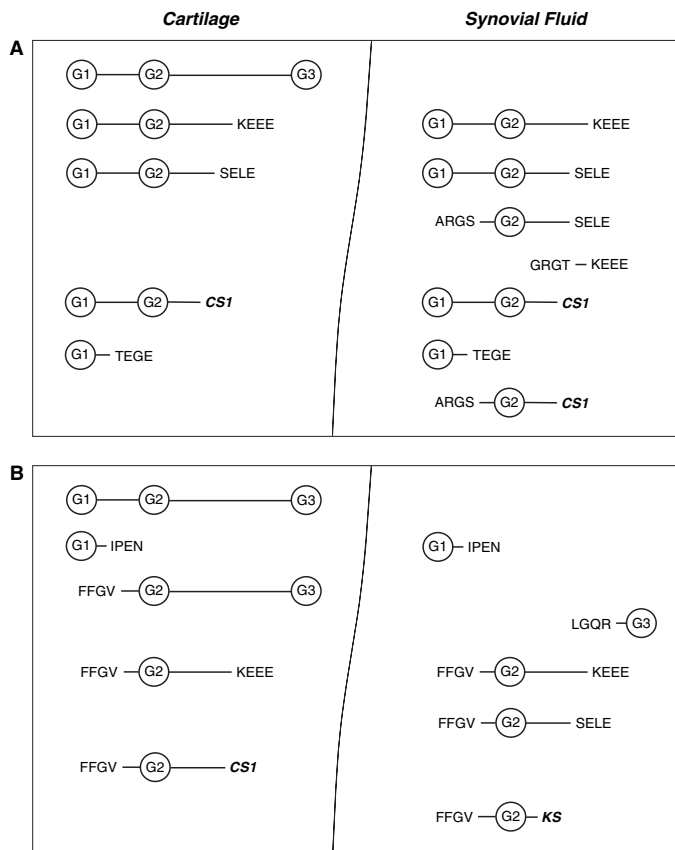 Cartilage Synovial Fluid
A
G1 G2 G3
G1 G2 KEEE G1 G2 KEEE
G1 G2 SELE G1 G2 SELE
ARGS G2 SELE
GRGT KEEE
G1 G2 CS1 G1 G2 CS1
G1 TEGE G1 TEGE
ARGS G2 CS1
B
G1 G2 G3
G1 IPEN G1 IPEN
FFGV G2 G3
LGQR G3
FFGV G2 KEEE FFGV G2 KEEE
FFGV G2 SELE
FFGV G2 CS1
FFGV G2 KS